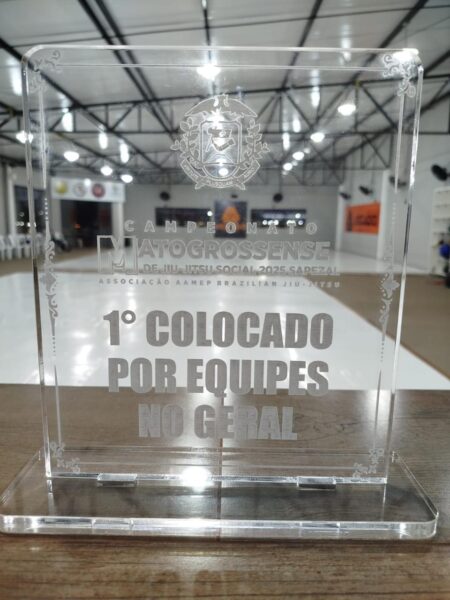 CAMPEONATO
MATOGROSSENSE
DE JIU-JITSU SOCIAL 2025 SAPEZAL
ASSOCIAÇÃO AAMEP BRAZILIAN JIU-JITSU
1° COLOCADO
POR EQUIPES
NO GERAL